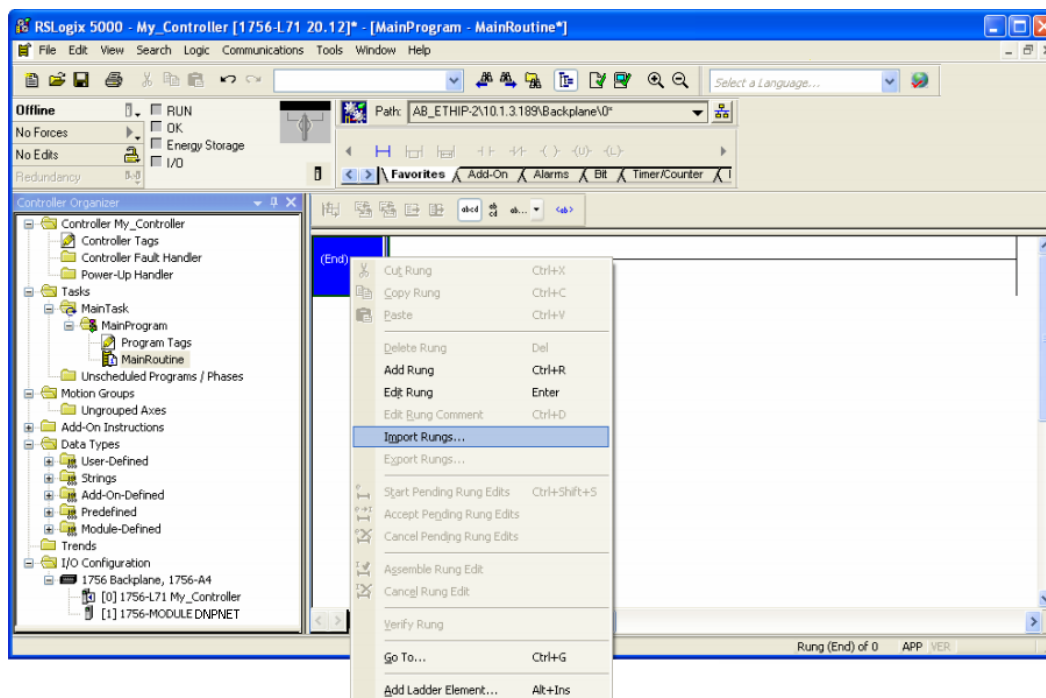 RSLogix 5000 - My_Controller [1756-L71 20.12]* - [MainProgram - MainRoutine*]
File Edit View Search Logic Communications Tools Window Help
Select a Language...
Offline
RUN
No Forces
OK
No Edits
Energy Storage
Redundancy
I/O
Path: AB_ETHIP-2\10.1.3.189\Backplane\0*
Favorites Add-On Alarms Bit Timer/Counter
Controller Organizer
Controller My_Controller
Controller Tags
Controller Fault Handler
Power-Up Handler
Tasks
MainTask
MainProgram
Program Tags
MainRoutine
Unscheduled Programs / Phases
Motion Groups
Ungrouped Axes
Add-On Instructions
Data Types
User-Defined
Strings
Add-On-Defined
Predefined
Module-Defined
Trends
I/O Configuration
1756 Backplane, 1756-A4
[0] 1756-L71 My_Controller
[1] 1756-MODULE DNPNET
(End)
Cut Rung Ctrl+X
Copy Rung Ctrl+C
Paste Ctrl+V
Delete Rung Del
Add Rung Ctrl+R
Edit Rung Enter
Edit Rung Comment Ctrl+D
Import Rungs...
Export Rungs...
Start Pending Rung Edits Ctrl+Shift+S
Accept Pending Rung Edits
Cancel Pending Rung Edits
Assemble Rung Edit
Cancel Rung Edit
Verify Rung
Go To... Ctrl+G
Add Ladder Element... Alt+Ins
Rung (End) of 0 APP VER